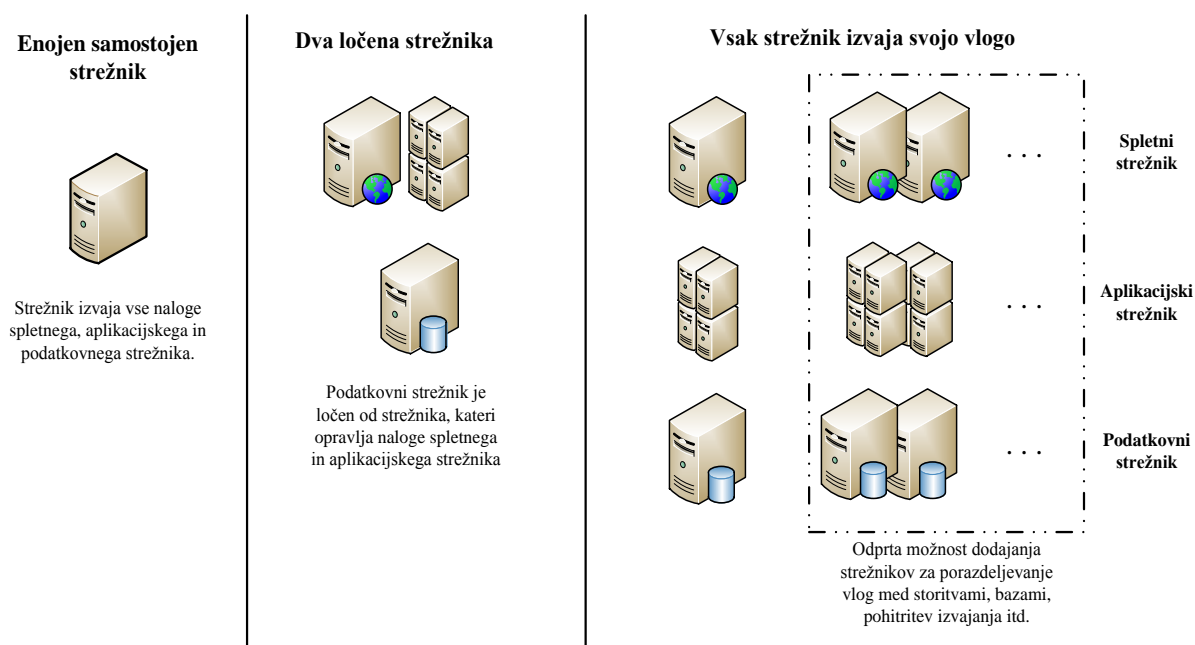 Enojen samostojen
strežnik
Strežnik izvaja vse naloge
spletnega, aplikacijskega in
podatkovnega strežnika.
Dva ločena strežnika
Podatkovni strežnik je
ločen od strežnika, kateri
opravlja naloge spletnega
in aplikacijskega strežnika
Vsak strežnik izvaja svojo vlogo
. . .
Spletni
strežnik
. . .
Aplikacijski
strežnik
. . .
Podatkovni
strežnik
Odprta možnost dodajanja
strežnikov za porazdeljevanje
vlog med storitvami, bazami,
pohitritev izvajanja itd.